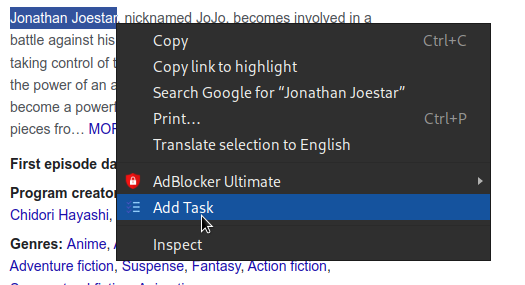 Jonathan Joestar, nicknamed JoJo, becomes involved in a
battle against his
taking control of
the power of an a
become a powerf
pieces fro… MOR
First episode da
Program creator
Chidori Hayashi,
Genres: Anime,
Adventure fiction, Suspense, Fantasy, Action fiction,
Copy Ctrl+C
Copy link to highlight
Search Google for “Jonathan Joestar”
Print… Ctrl+P
Translate selection to English
AdBlocker Ultimate
Add Task
Inspect